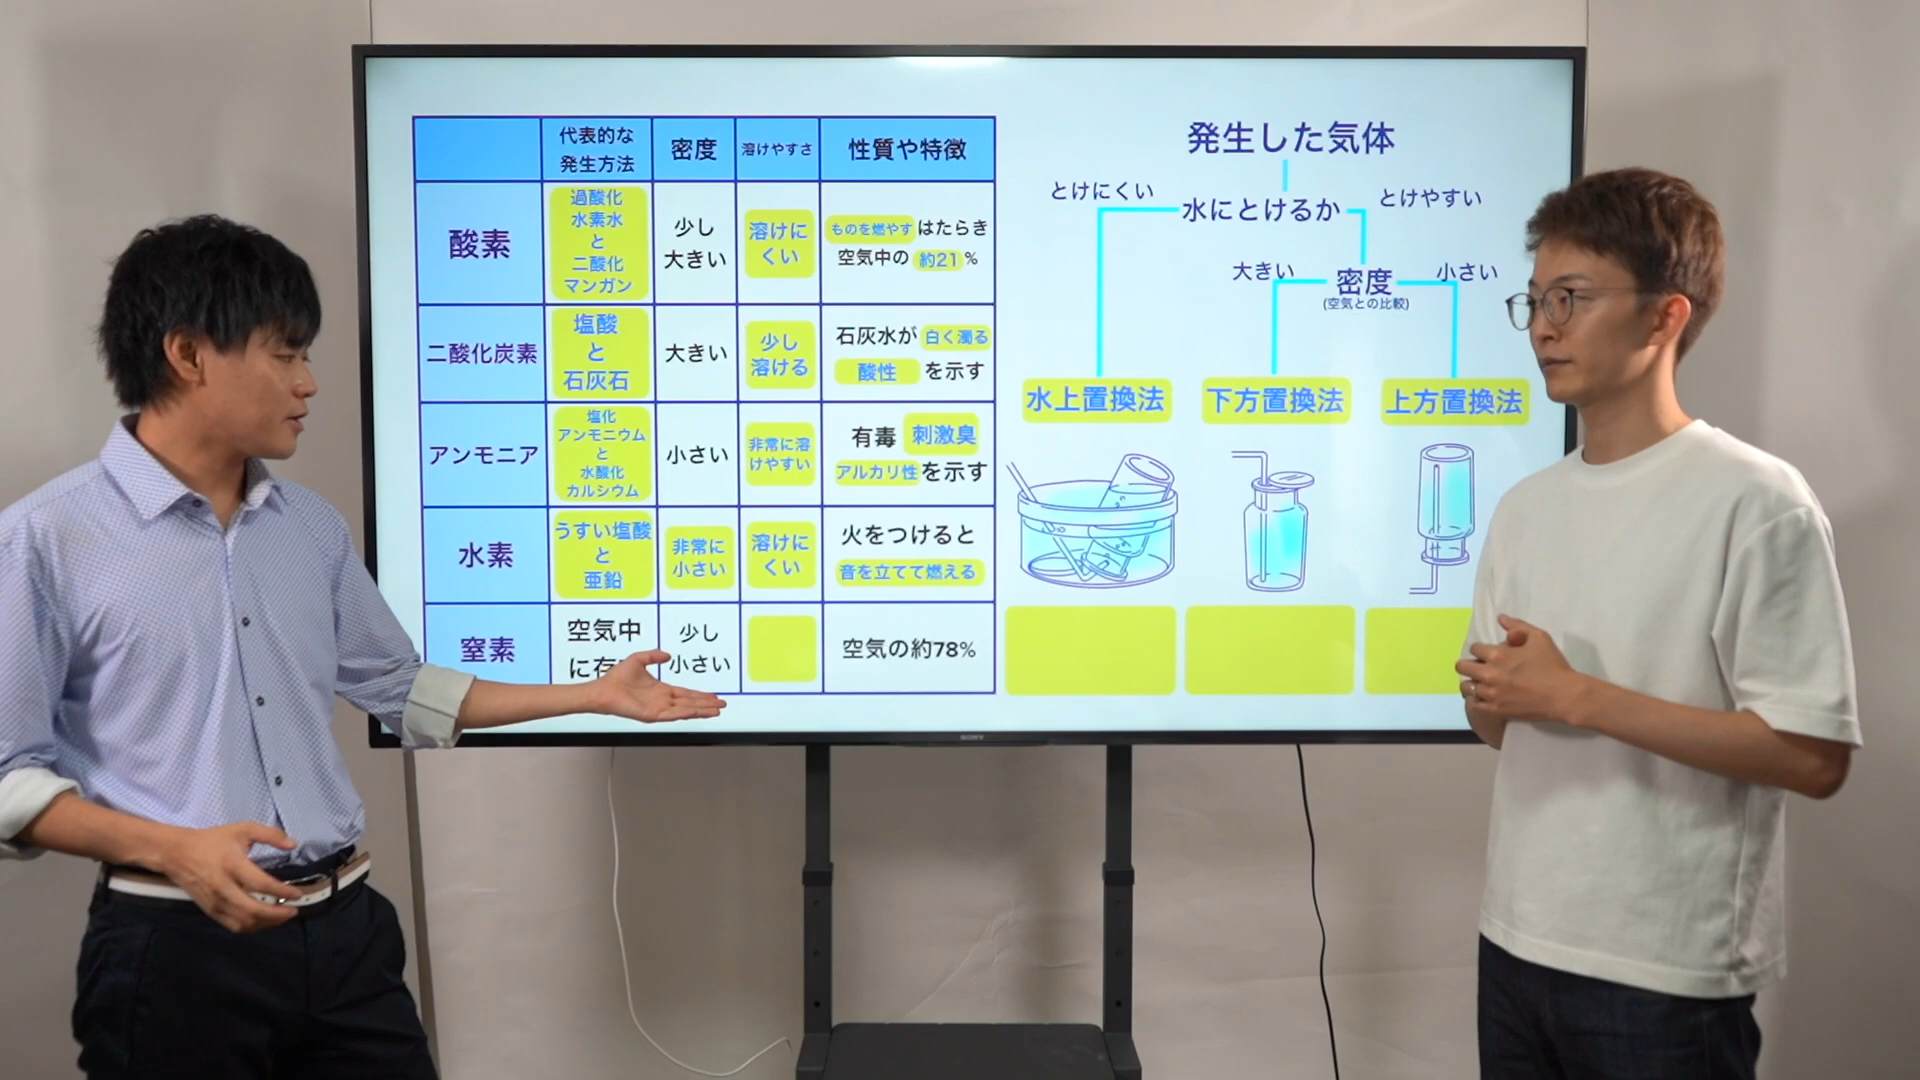 代表的な
発生方法
密度
溶けやすさ
性質や特徴
酸素
過酸化
水素水
と
二酸化
マンガン
少し
大きい
溶けに
くい
ものを燃やす はたらき
空気中の 約21 %
二酸化炭素
塩酸
と
石灰石
大きい
少し
溶ける
石灰水が 白く濁る
酸性 を示す
アンモニア
塩化
アンモニウム
と
水酸化
カルシウム
小さい
非常に溶
けやすい
有毒 刺激臭
アルカリ性 を示す
水素
うすい塩酸
と
亜鉛
非常に
小さい
溶けに
くい
火をつけると
音を立てて燃える
窒素
空気中
に存
少し
小さい
空気の約78%
発生した気体
とけにくい
水にとけるか
とけやすい
大きい
密度
小さい
(空気との比較)
水上置換法
下方置換法
上方置換法
SONY